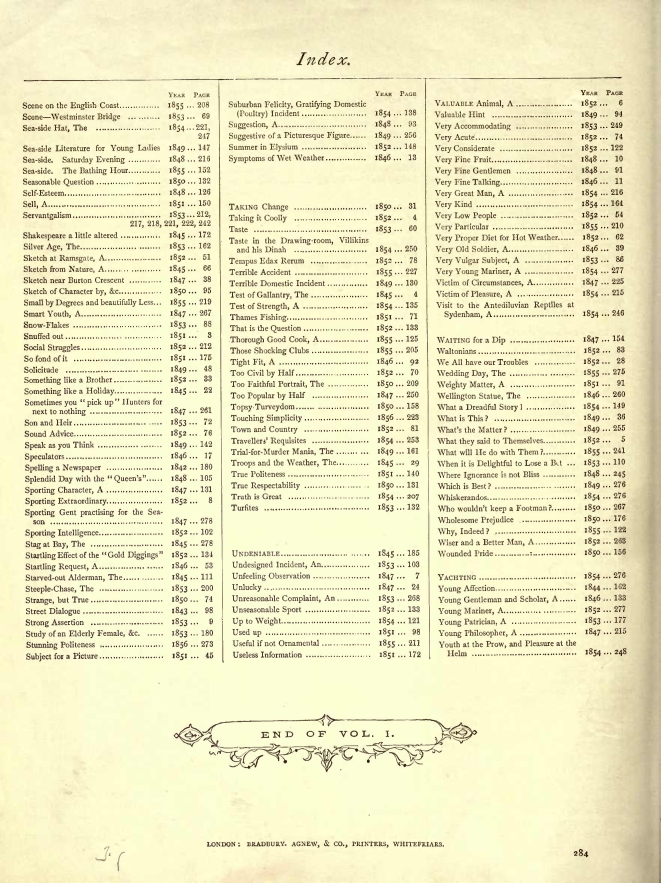 Index.
YEAR PAGE
Scene on the English Coast.............. 1855 ... 208
Scene—Westminster Bridge ........... 1853 ... 69
Sea-side Hat, The ...................... 1854 ... 221,
247
Sea-side Literature for Young Ladies 1849 ... 147
Sea-side. Saturday Evening ............ 1848 ... 216
Sea-side. The Bathing Hour............ 1855 ... 152
Seasonable Question ..................... 1850 ... 132
Self-Esteem................................. 1848 ... 126
Sell, A....................................... 1851 ... 150
Servantgalism.............................. 1853 ... 212,
217, 218, 221, 222, 242
Shakespeare a little altered ............ 1845 ... 172
Silver Age, The........................... 1853 ... 162
Sketch at Ramsgate, A .................. 1852 ... 51
Sketch from Nature, A.................. 1845 ... 66
Sketch near Burton Crescent ......... 1847 ... 38
Sketch of Character by, &c............. 1850 ... 95
Small by Degrees and beautifully Less... 1855 ... 219
Smart Youth, A........................... 1847 ... 267
Snow-Flakes .............................. 1853 ... 88
Snuffed out ................................ 1851 ... 3
Social Struggles........................... 1852 ... 212
So fond of it .............................. 1851 ... 175
Solicitude ................................. 1849 ... 48
Something like a Brother............... 1852 ... 33
Something like a Holiday............... 1845 ... 22
Sometimes you "pick up" Hunters for
next to nothing ........................ 1847 ... 261
Son and Heir.............................. 1853 ... 72
Sound Advice.............................. 1852 ... 76
Speak as you Think ..................... 1849 ... 142
Speculators ................................ 1846 ... 17
Spelling a Newspaper .................. 1842 ... 180
Splendid Day with the "Queen's"...... 1848 ... 105
Sporting Character, A .................. 1847 ... 131
Sporting Extraordinary.................. 1852 ... 8
Sporting Gent practising for the Sea-
son ....................................... 1847 ... 278
Sporting Intelligence..................... 1852 ... 102
Stag at Bay, The ........................ 1845 ... 278
Startling Effect of the "Gold Diggings" 1852 ... 134
Startling Request, A..................... 1846 ... 53
Starved-out Alderman, The............ 1845 ... 111
Steeple-Chase, The ..................... 1853 ... 200
Strange, but True ........................ 1850 ... 74
Street Dialogue ........................... 1843 ... 98
Strong Assertion ........................ 1853 ... 9
Study of an Elderly Female, &c. ...... 1853 ... 180
Stunning Politeness ..................... 1856 ... 273
Subject for a Picture..................... 1851 ... 45
YEAR PAGE
Suburban Felicity, Gratifying Domestic
(Poultry) Incident ..................... 1854 ... 138
Suggestion, A.............................. 1848 ... 93
Suggestive of a Picturesque Figure...... 1849 ... 256
Summer in Elysium ..................... 1852 ... 148
Symptoms of Wet Weather............ 1846 ... 13
TAKING Change ........................ 1850 ... 31
Taking it Coolly ........................ 1852 ... 4
Taste ....................................... 1853 ... 60
Taste in the Drawing-room, Villikins
and his Dinah ........................ 1854 ... 250
Tempus Edax Rerum .................. 1852 ... 78
Terrible Accident ........................ 1855 ... 227
Terrible Domestic Incident ............ 1849 ... 130
Test of Gallantry, The .................. 1845 ... 4
Test of Strength, A ..................... 1854 ... 135
Thames Fishing........................... 1851 ... 71
That is the Question ..................... 1852 ... 133
Thorough Good Cook, A............... 1855 ... 125
Those Shocking Clubs .................. 1855 ... 205
Tight Fit, A .............................. 1846 ... 92
Too Civil by Half........................ 1852 ... 70
Too Faithful Portrait, The ............ 1850 ... 209
Too Popular by Half .................. 1847 ... 250
Topsy-Turveydom........................ 1850 ... 158
Touching Simplicity ..................... 1856 ... 223
Town and Country ..................... 1852 ... 81
Travellers' Requisites .................. 1854 ... 253
Trial-for-Murder Mania, The ......... 1849 ... 161
Troops and the Weather, The......... 1845 ... 29
True Politeness ........................... 1851 ... 140
True Respectability ..................... 1850 ... 131
Truth is Great ........................... 1854 ... 207
Turfites .................................... 1853 ... 132
UNDENIABLE.............................. 1845 ... 185
Undesigned Incident, An............... 1853 ... 103
Unfeeling Observation .................. 1847 ... 7
Unlucky .................................... 1847 ... 24
Unreasonable Complaint, An ......... 1853 ... 268
Unseasonable Sport ..................... 1852 ... 133
Up to Weight.............................. 1854 ... 121
Used up .................................... 1851 ... 98
Useful if not Ornamental ............... 1855 ... 211
Useless Information ..................... 1851 ... 172
YEAR PAGE
VALUABLE Animal, A .................. 1852 ... 6
Valuable Hint ........................... 1849 ... 94
Very Accommodating .................. 1853 ... 249
Very Acute................................. 1852 ... 74
Very Considerate ........................ 1852 ... 122
Very Fine Fruit........................... 1848 ... 10
Very Fine Gentlemen .................. 1848 ... 91
Very Fine Talking........................ 1846 ... 11
Very Great Man, A ..................... 1854 ... 216
Very Kind ................................. 1854 ... 164
Very Low People ........................ 1852 ... 54
Very Particular ........................... 1855 ... 210
Very Proper Diet for Hot Weather...... 1852 ... 62
Very Old Soldier, A ..................... 1846 ... 39
Very Vulgar Subject, A ............... 1853 ... 86
Very Young Mariner, A ............... 1854 ... 277
Victim of Circumstances, A............ 1847 ... 225
Victim of Pleasure, A .................. 1854 ... 215
Visit to the Antediluvian Reptiles at
Sydenham, A ........................... 1854 ... 246
WAITING for a Dip ..................... 1847 ... 154
Waltonians ................................ 1852 ... 83
We All have our Troubles ............ 1852 ... 28
Wedding Day, The ..................... 1855 ... 275
Weighty Matter, A ..................... 1851 ... 91
Wellington Statue, The ............... 1846 ... 260
What a Dreadful Story! ............... 1854 ... 149
What is This? ........................... 1849 ... 36
What's the Matter? ..................... 1849 ... 255
What they said to Themselves......... 1852 ... 5
What will He do with Them?......... 1855 ... 241
When it is Delightful to Lose a Bet ... 1853 ... 110
Where Ignorance is not Bliss ......... 1848 ... 245
Which is Best? ........................... 1849 ... 276
Whiskerandos.............................. 1854 ... 276
Who wouldn't keep a Footman?...... 1850 ... 267
Wholesome Prejudice .................. 1850 ... 176
Why, Indeed? ........................... 1855 ... 122
Wiser and a Better Man, A............ 1852 ... 263
Wounded Pride........................... 1850 ... 156
YACHTING ................................ 1854 ... 276
Young Affection........................... 1844 ... 162
Young Gentleman and Scholar, A ... 1846 ... 133
Young Mariner, A........................ 1852 ... 277
Young Patrician, A ..................... 1853 ... 177
Young Philosopher, A .................. 1847 ... 215
Youth at the Prow, and Pleasure at the
Helm .................................... 1854 ... 248
END OF VOL. I.
LONDON: BRADBURY. AGNEW, & CO., PRINTERS, WHITEFRIARS.
284